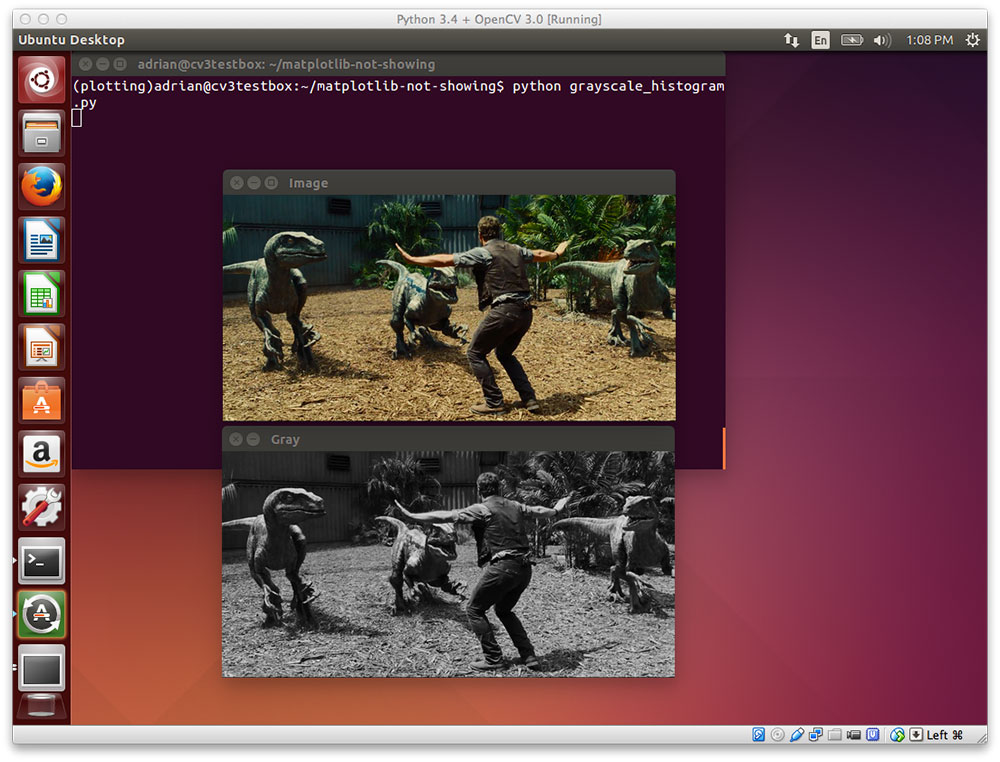 Python 3.4 + OpenCV 3.0 [Running]
Ubuntu Desktop
En
1:08 PM
adrian@cv3testbox: ~/matplotlib-not-showing
(plotting)adrian@cv3testbox:~/matplotlib-not-showing$ python grayscale_histogram
.py
Image
Gray
a
>_
Left ⌘